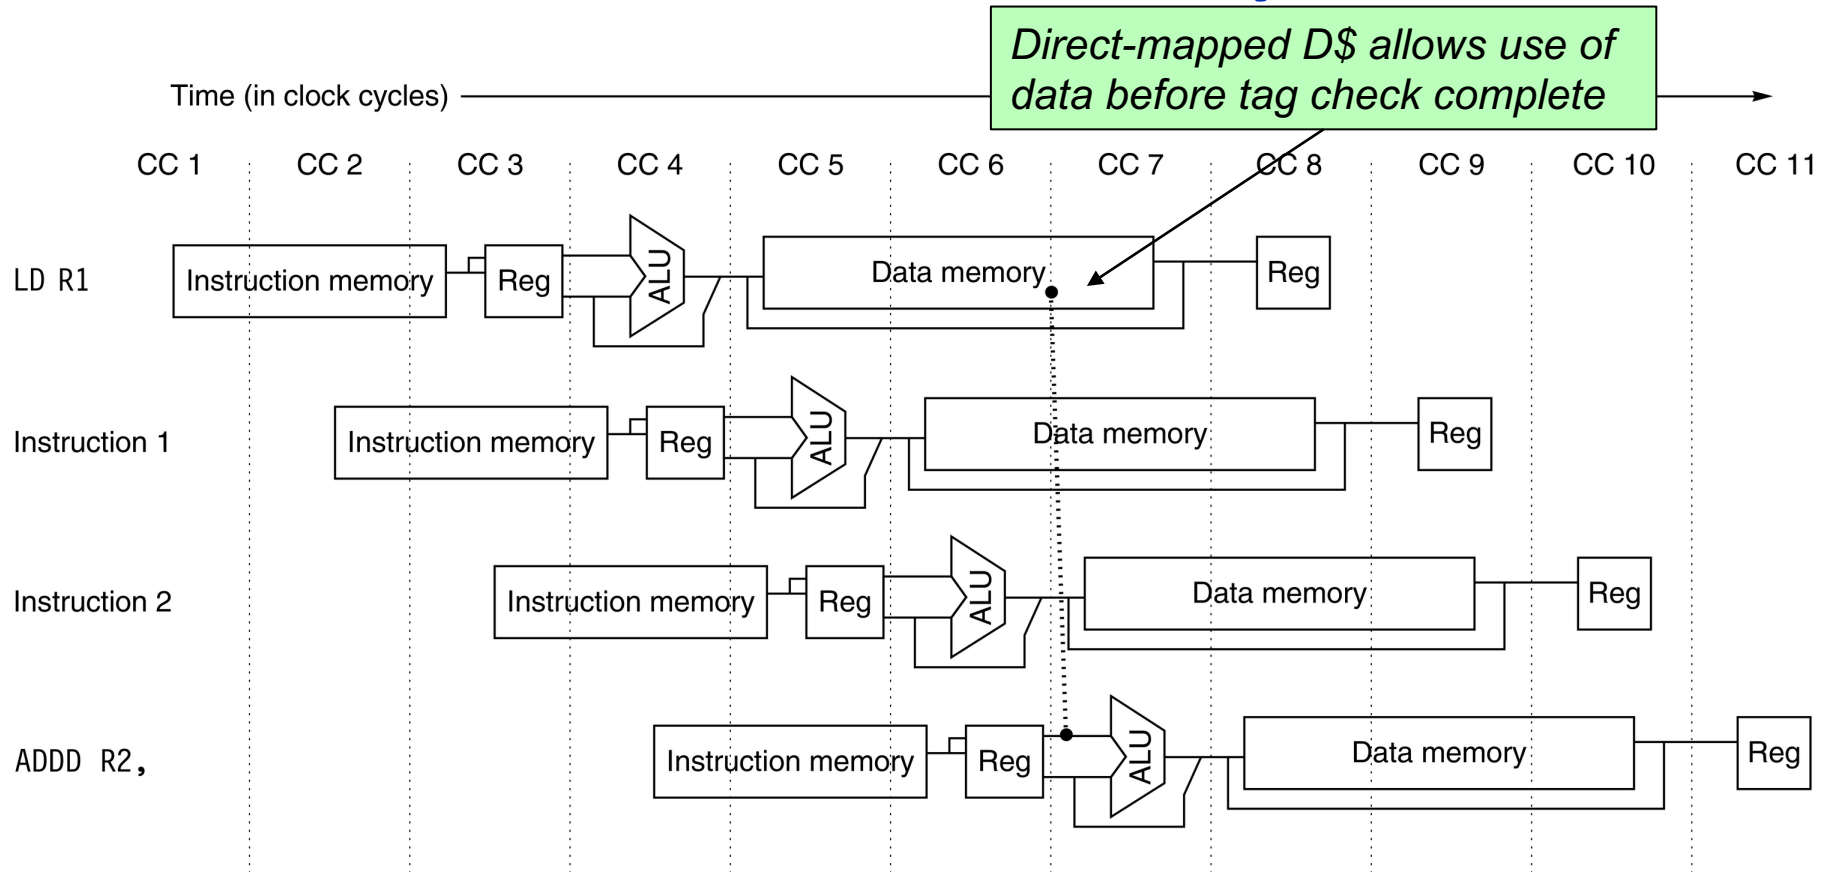 Direct-mapped D$ allows use of
data before tag check complete
Time (in clock cycles)
CC 1 CC 2 CC 3 CC 4 CC 5 CC 6 CC 7 CC 8 CC 9 CC 10 CC 11
LD R1 Instruction memory Reg ALU Data memory Reg
Instruction 1 Instruction memory Reg ALU Data memory Reg
Instruction 2 Instruction memory Reg ALU Data memory Reg
ADDD R2, Instruction memory Reg ALU Data memory Reg